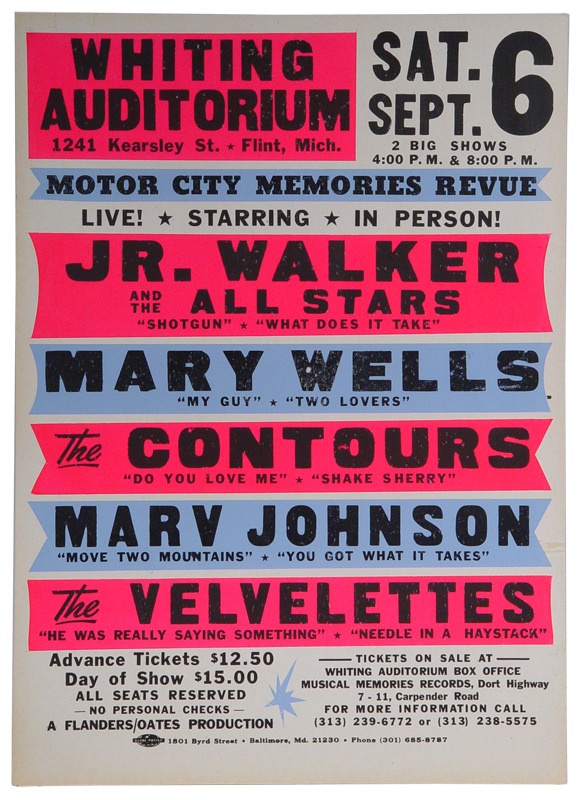 WHITING
AUDITORIUM
1241 Kearsley St. ★ Flint, Mich.
SAT.
SEPT. 6
2 BIG SHOWS
4:00 P.M. & 8:00 P.M.
MOTOR CITY MEMORIES REVUE
LIVE! ★ STARRING ★ IN PERSON!
JR. WALKER
AND THE ALL STARS
"SHOTGUN" ★ "WHAT DOES IT TAKE"
MARY WELLS
"MY GUY" ★ "TWO LOVERS"
The CONTOURS
"DO YOU LOVE ME" ★ "SHAKE SHERRY"
MARV JOHNSON
"MOVE TWO MOUNTAINS" ★ "YOU GOT WHAT IT TAKES"
The VELVELETTES
"HE WAS REALLY SAYING SOMETHING" ★ "NEEDLE IN A HAYSTACK"
Advance Tickets $12.50
Day of Show $15.00
ALL SEATS RESERVED
— NO PERSONAL CHECKS —
A FLANDERS/OATES PRODUCTION
—— TICKETS ON SALE AT ——
WHITING AUDITORIUM BOX OFFICE
MUSICAL MEMORIES RECORDS, Dort Highway
7 - 11, Carpender Road
FOR MORE INFORMATION CALL
(313) 239-6772 or (313) 238-5575
1801 Byrd Street • Baltimore, Md. 21230 • Phone (301) 685-8787